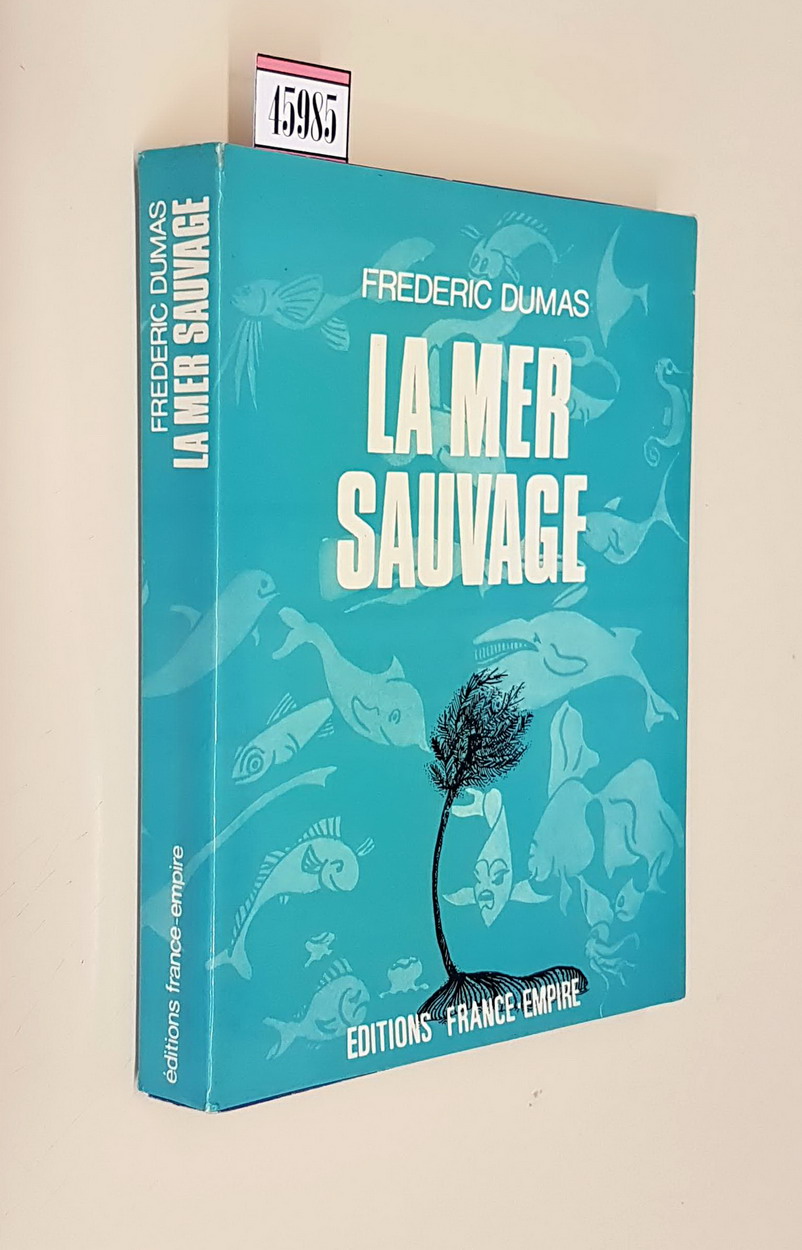 45985
FREDERIC DUMAS
LA MER SAUVAGE
éditions france-empire
FREDERIC DUMAS
LA MER
SAUVAGE
EDITIONS FRANCE-EMPIRE